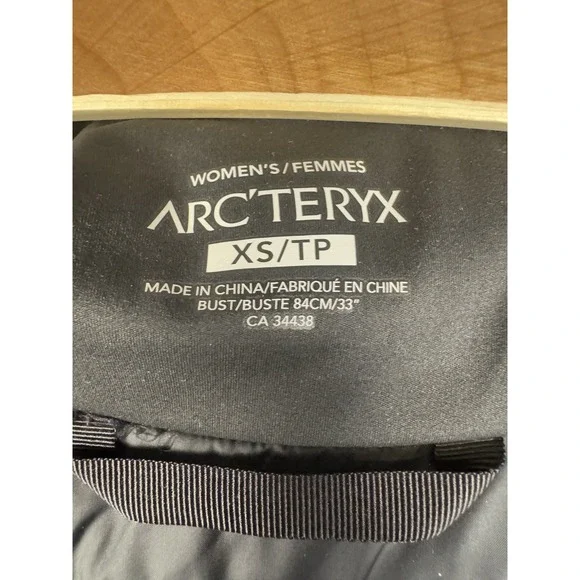 WOMEN'S/FEMMES
ARC'TERYX
XS/TP
MADE IN CHINA/FABRIQUÉ EN CHINE
BUST/BUSTE 84CM/33"
CA 34438